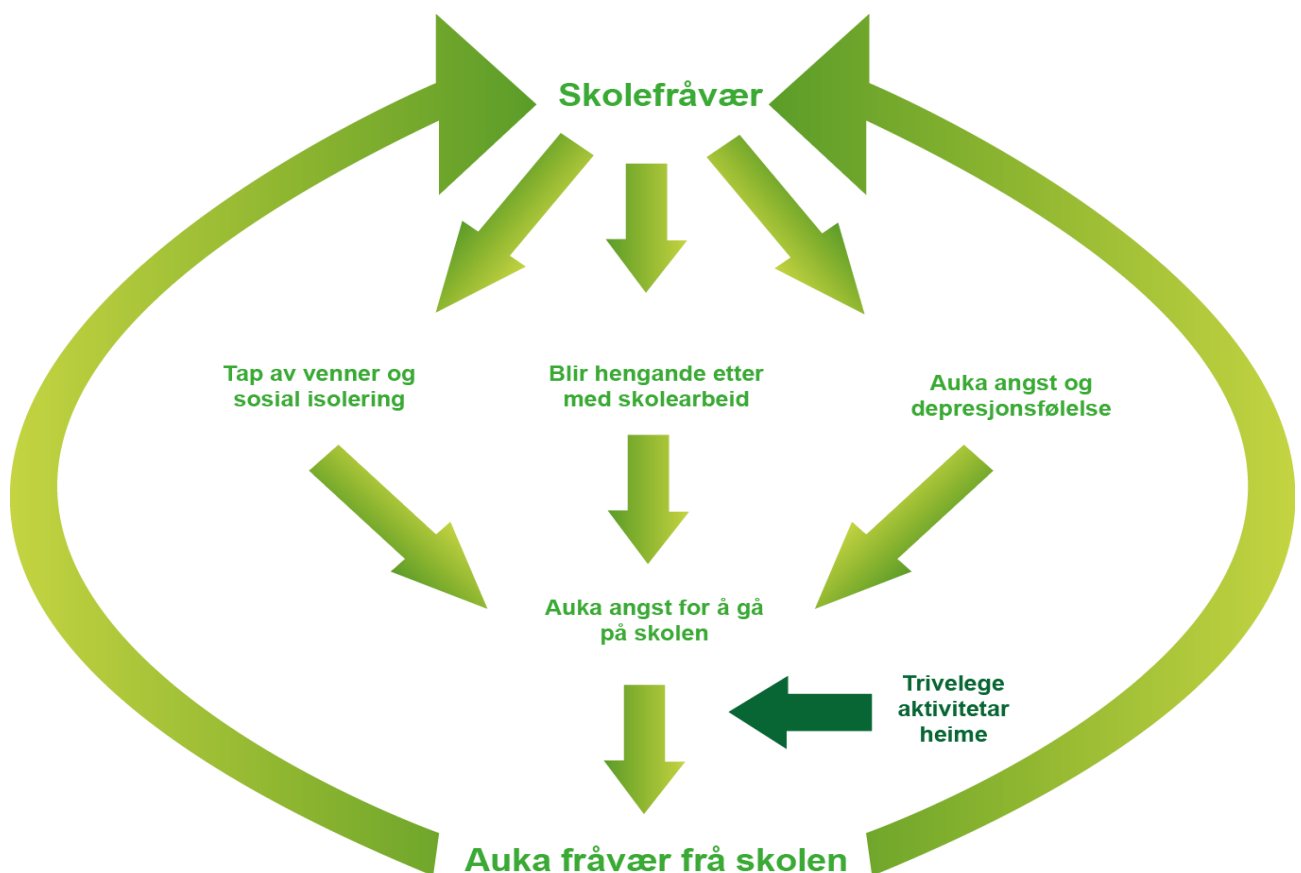 Skolefråvær
Tap av venner og
sosial isolering
Blir hengande etter
med skolearbeid
Auka angst og
depresjonsfølelse
Auka angst for å gå
på skolen
Trivelege
aktivitetar
heime
Auka fråvær frå skolen